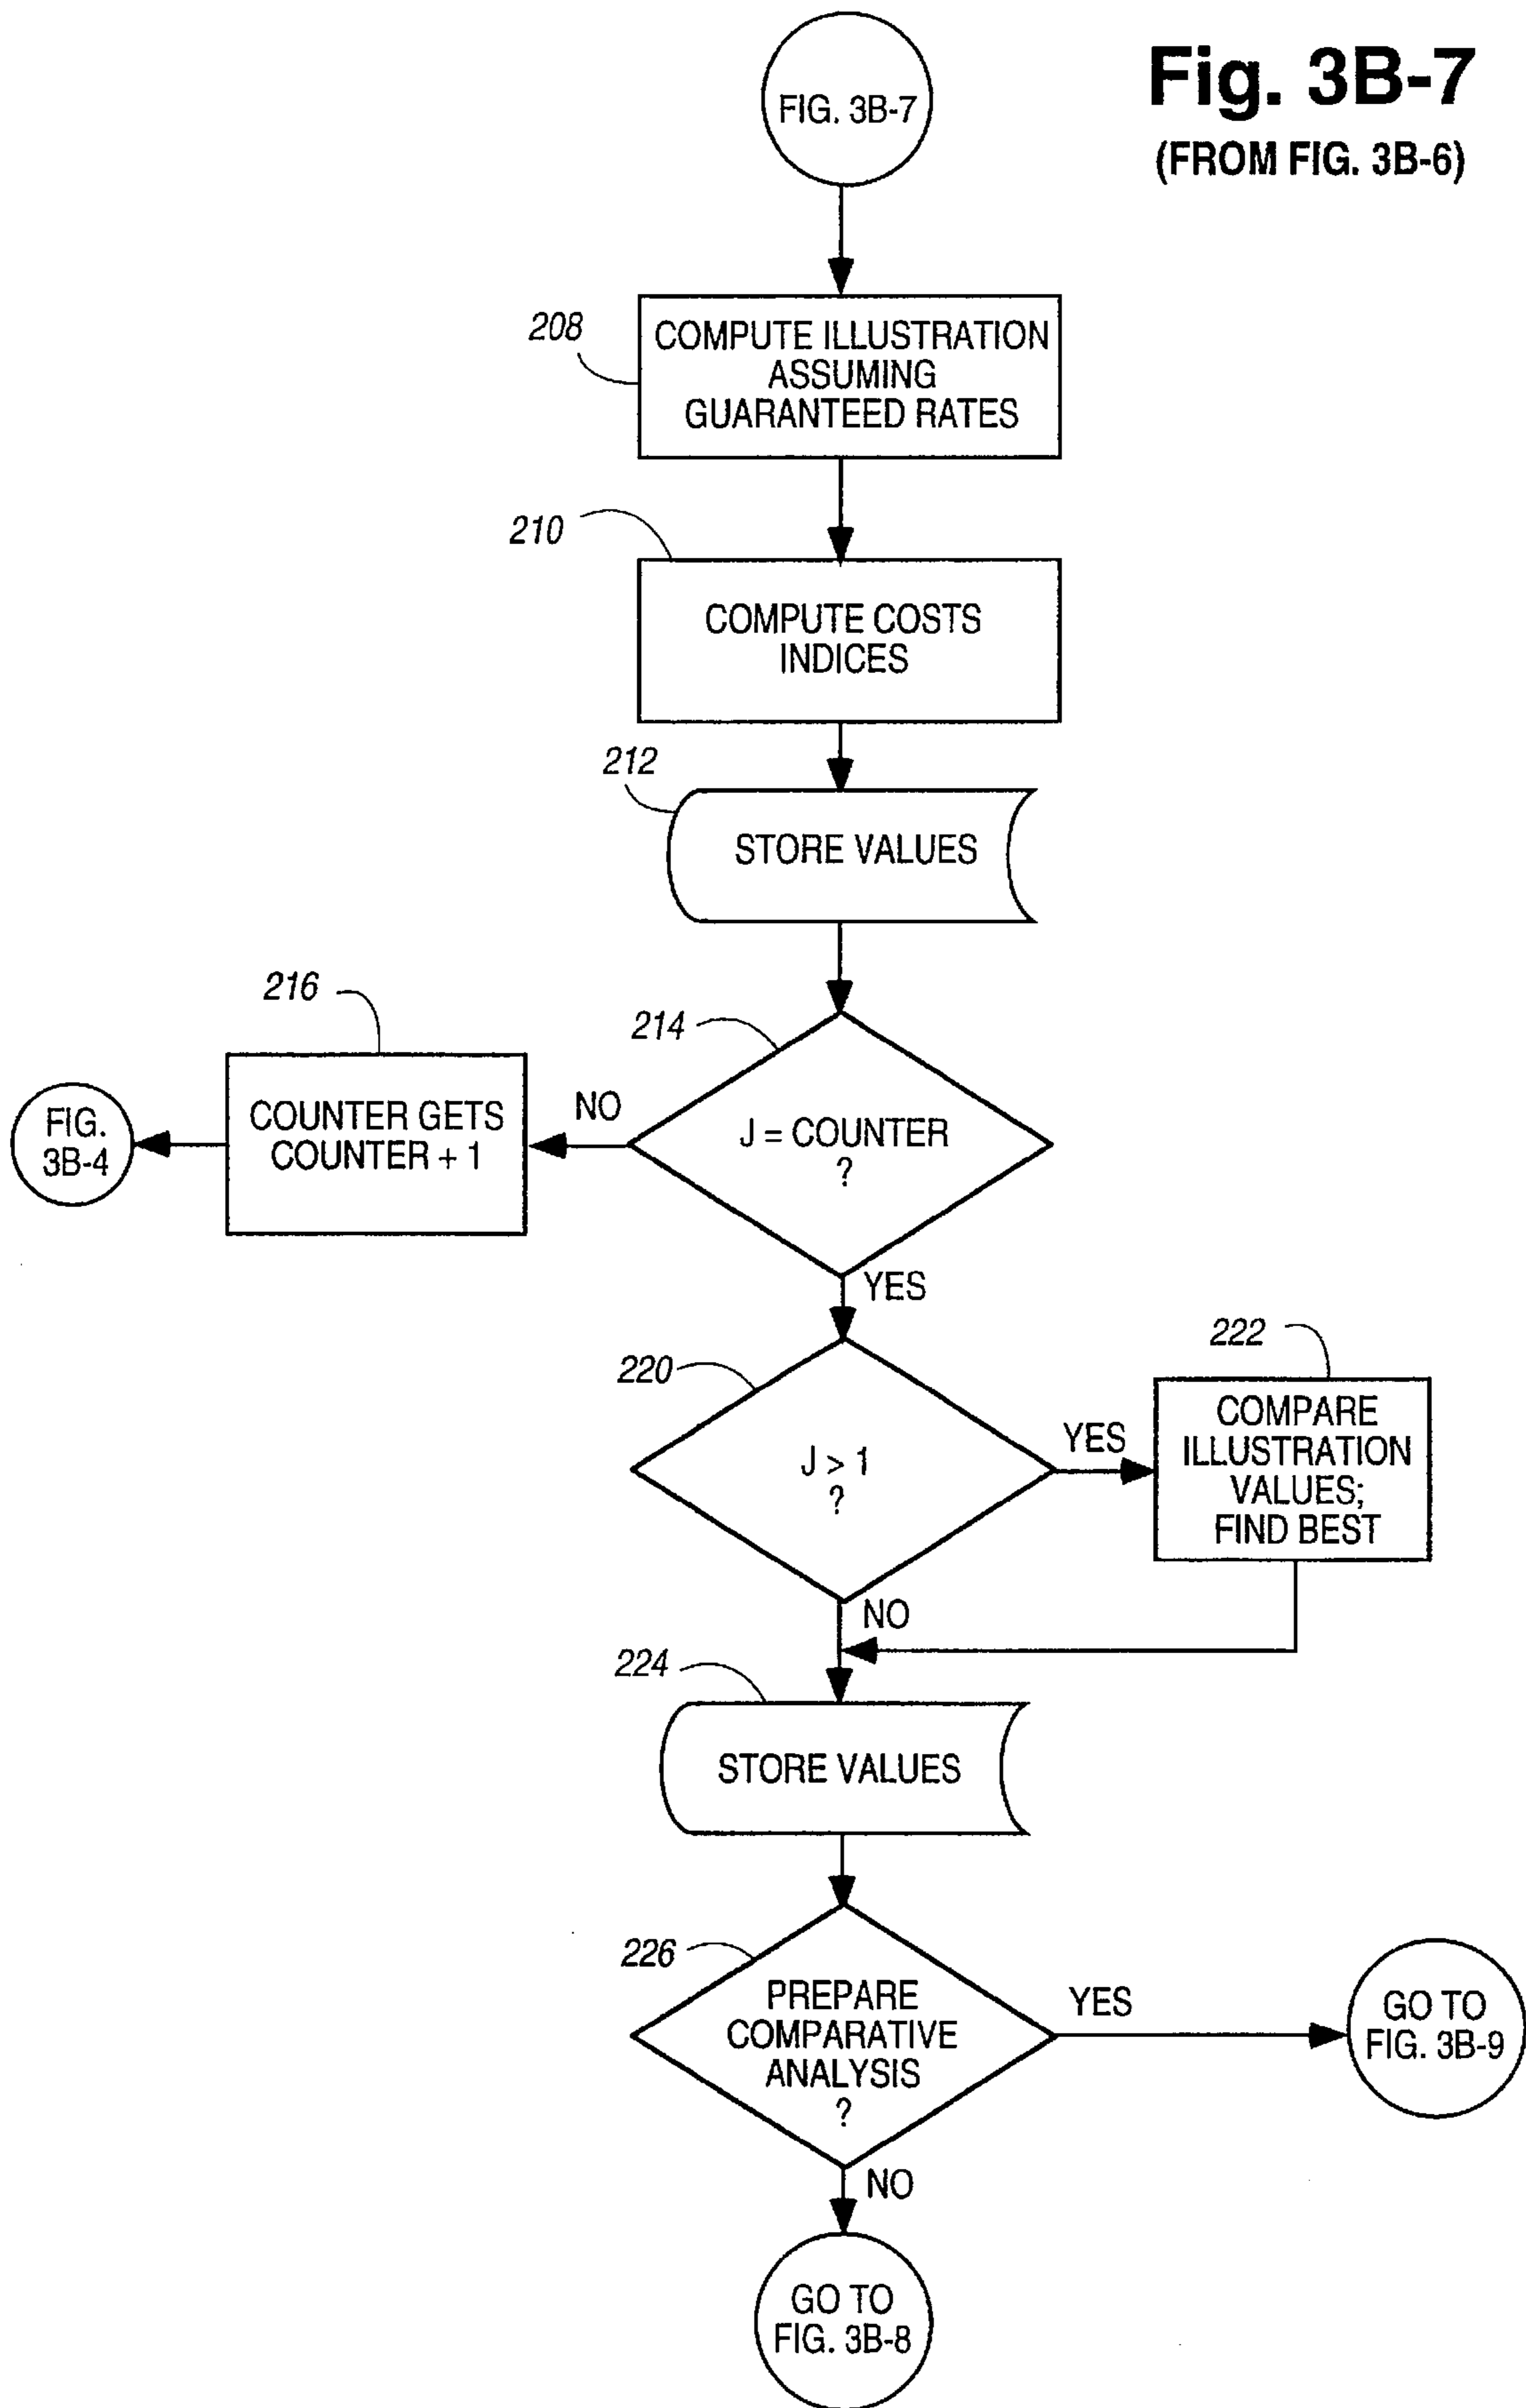 Fig. 3B-7
(FROM FIG. 3B-6)
FIG. 3B-7
208
COMPUTE ILLUSTRATION
ASSUMING
GUARANTEED RATES
210
COMPUTE COSTS
INDICES
212
STORE VALUES
216
214
FIG.
3B-4
COUNTER GETS
COUNTER + 1
NO
J = COUNTER
?
YES
220
222
J > 1
?
YES
COMPARE
ILLUSTRATION
VALUES;
FIND BEST
NO
224
STORE VALUES
226
PREPARE
COMPARATIVE
ANALYSIS
?
YES
GO TO
FIG. 3B-9
NO
GO TO
FIG. 3B-8